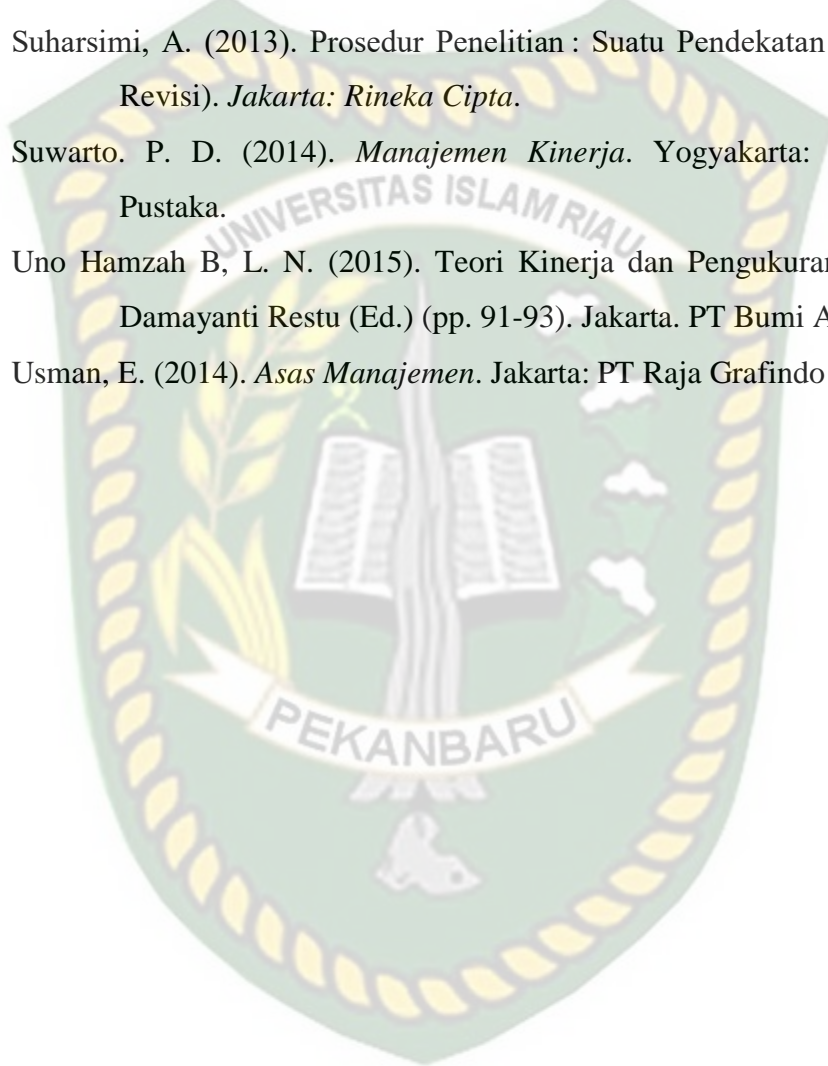 Suharsimi, A. (2013). Prosedur Penelitian : Suatu Pendekatan
Revisi). Jakarta: Rineka Cipta.
Suwarto. P. D. (2014). Manajemen Kinerja. Yogyakarta:
Pustaka.
UNIVERSITAS ISLAM RIAU
Uno Hamzah B, L. N. (2015). Teori Kinerja dan Pengukuran
Damayanti Restu (Ed.) (pp. 91-93). Jakarta. PT Bumi A
Usman, E. (2014). Asas Manajemen. Jakarta: PT Raja Grafindo
PEKANBARU